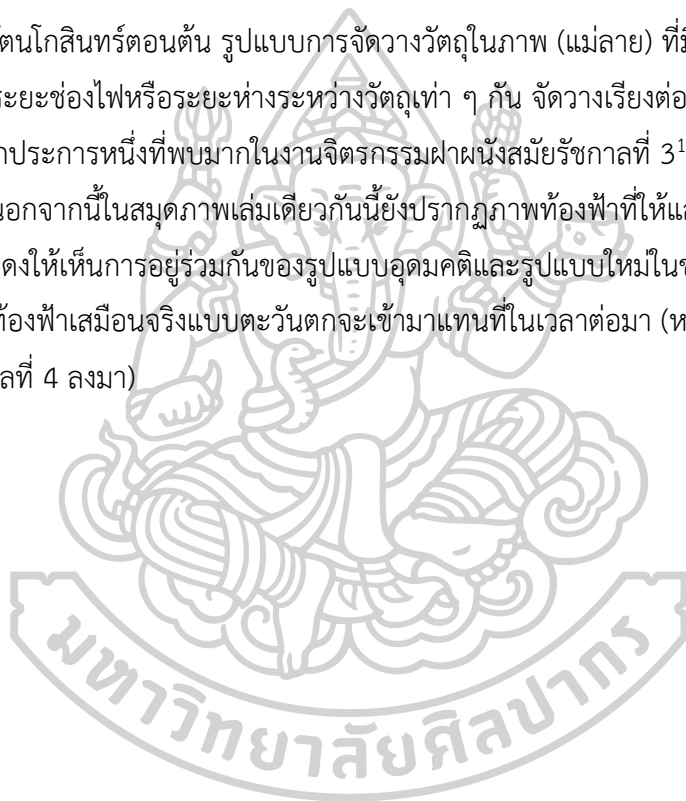 ัตนโกสินทร์ตอนต้น รูปแบบการจัดวางวัตถุในภาพ (แม่ลาย) ที่มี
ระยะช่องไฟหรือระยะห่างระหว่างวัตถุเท่า ๆ กัน จัดวางเรียงต่อ
ประการหนึ่งที่พบมากในงานจิตรกรรมฝาผนังสมัยรัชกาลที่ 3¹
นอกจากนี้ในสมุดภาพเล่มเดียวกันนี้ยังปรากฏภาพท้องฟ้าที่ให้แ
ดงให้เห็นการอยู่ร่วมกันของรูปแบบอุดมคติและรูปแบบใหม่ในช
ท้องฟ้าเสมือนจริงแบบตะวันตกจะเข้ามาแทนที่ในเวลาต่อมา (ห
ลที่ 4 ลงมา)
มหาวิทยาลัยศิลปากร